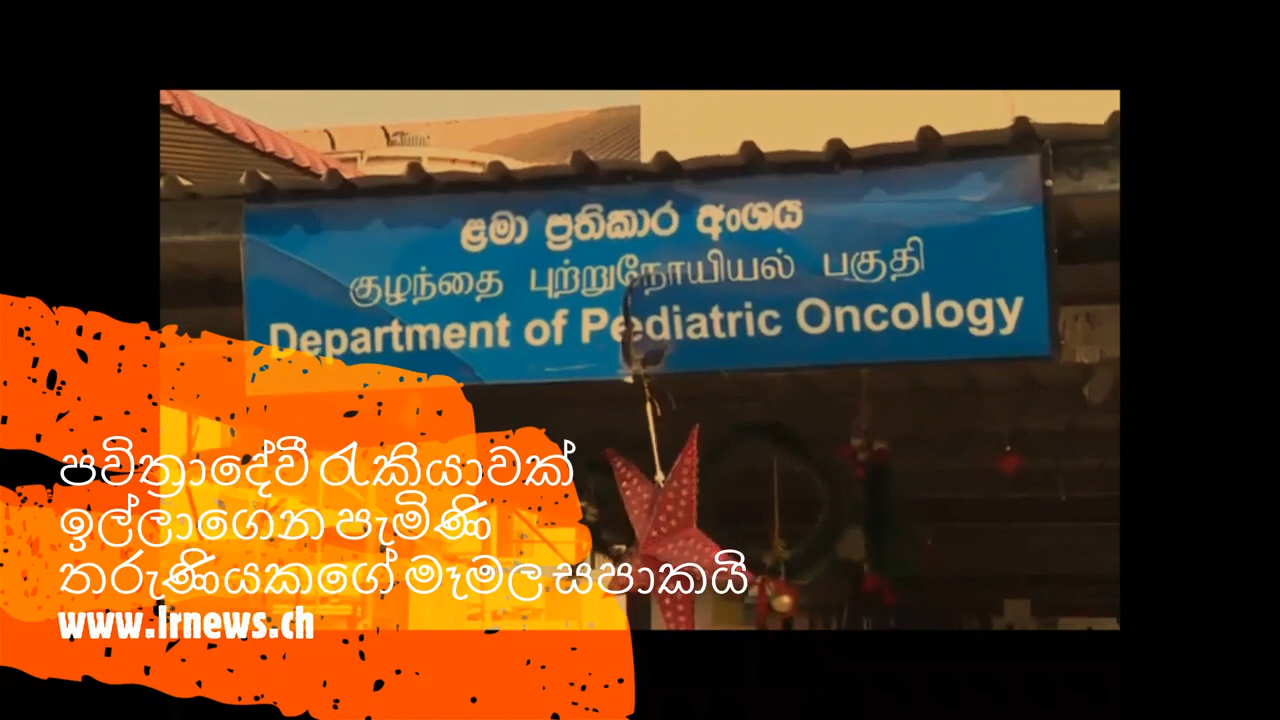 ළමා ප්‍රතිකාර අංශය
குழந்தை புற்றுநோயியல் பகுதி
Department of Pediatric Oncology
පවිත්‍රාදේවී රැකියාවක්
ඉල්ලාගෙන පැමිණි
තරුණියකගේ මෑමල සපාකයි
www.lrnews.ch